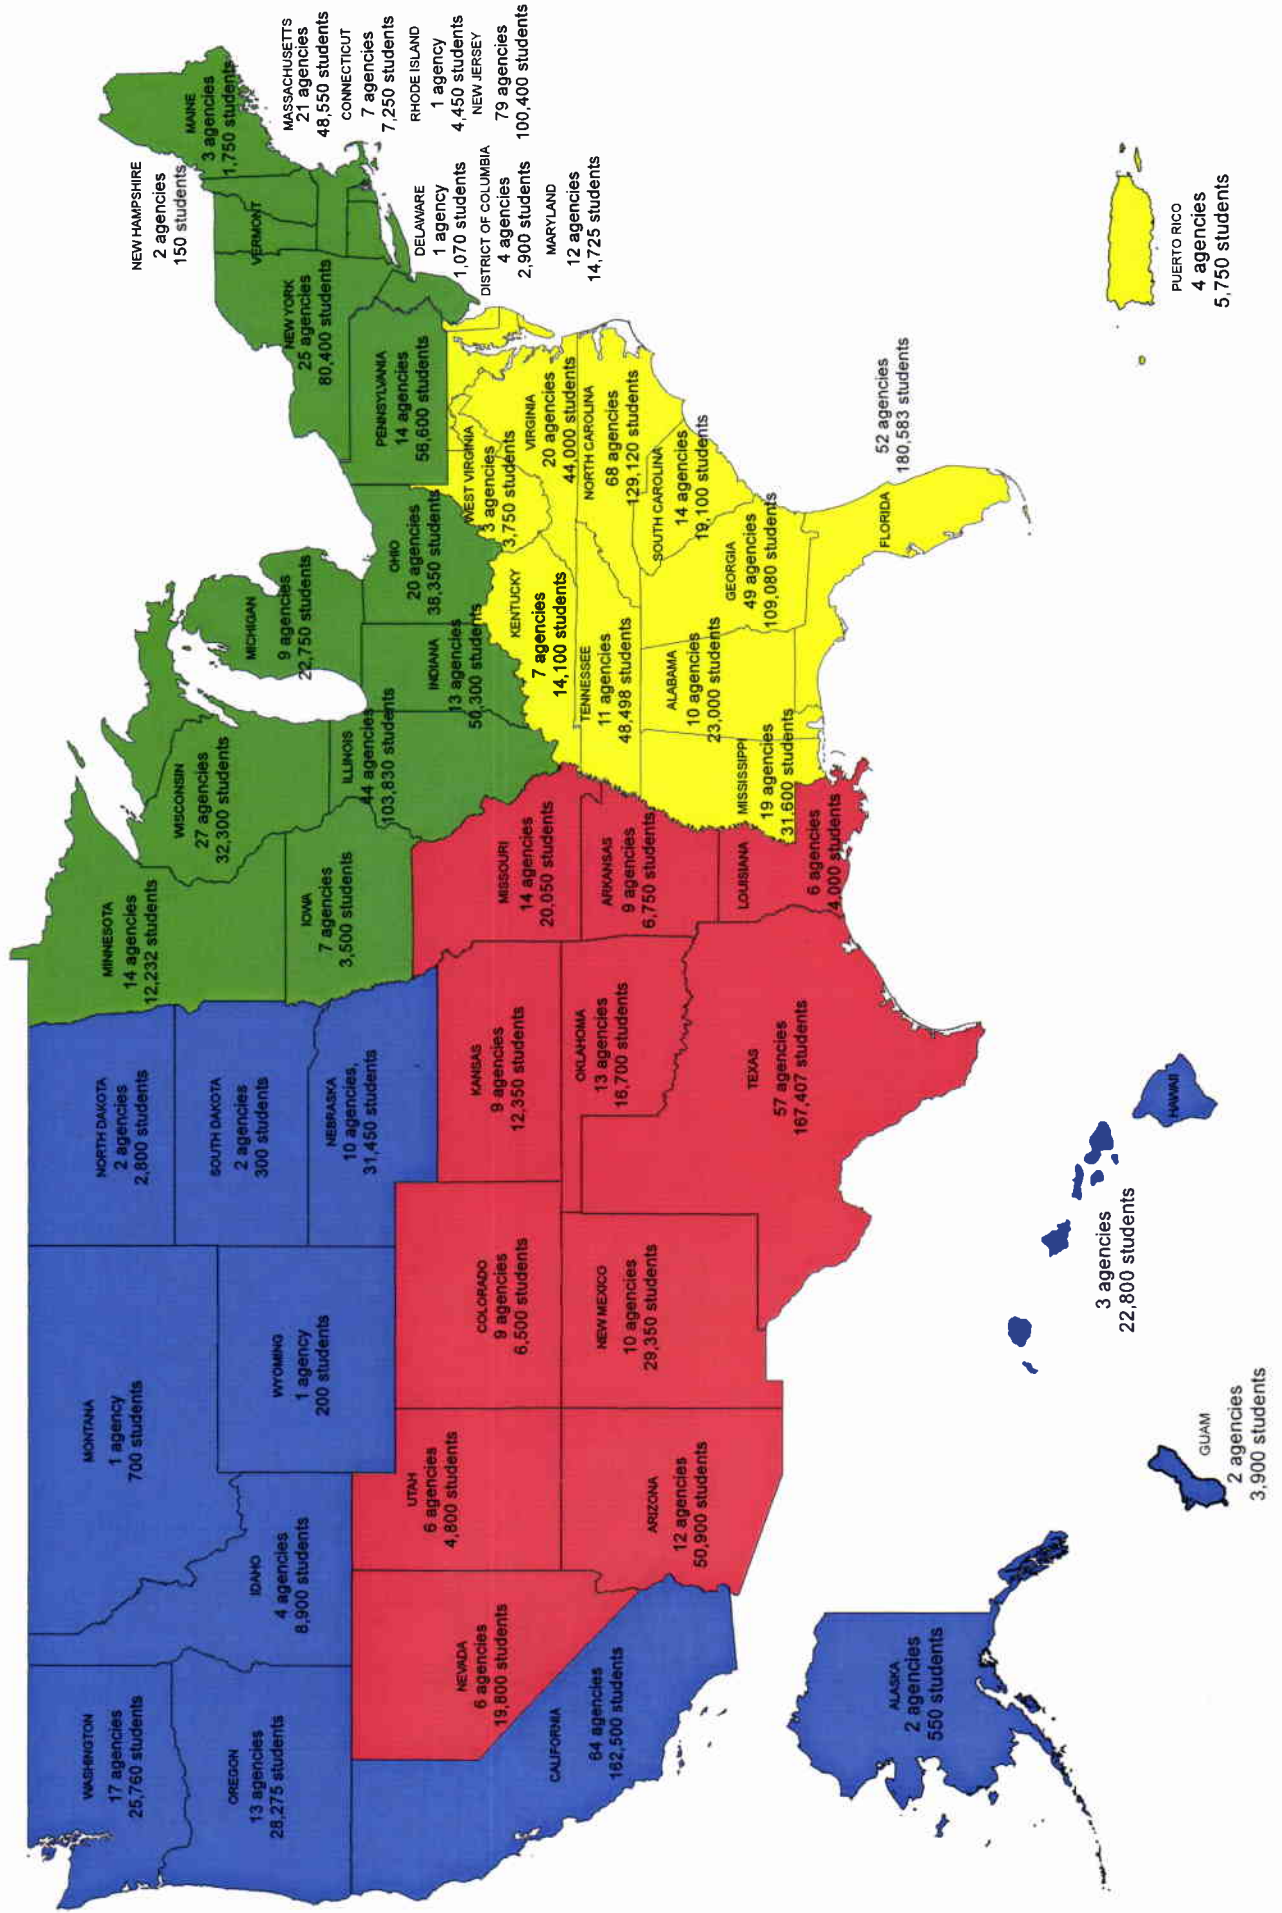 WASHINGTON
17 agencies
25,760 students
OREGON
13 agencies
28,275 students
CALIFORNIA
64 agencies
162,500 students
NEVADA
6 agencies
19,800 students
IDAHO
4 agencies
8,900 students
MONTANA
1 agency
700 students
WYOMING
1 agency
200 students
UTAH
6 agencies
4,800 students
ARIZONA
12 agencies
50,900 students
COLORADO
9 agencies
6,500 students
NEW MEXICO
10 agencies
29,350 students
NORTH DAKOTA
2 agencies
2,800 students
SOUTH DAKOTA
2 agencies
300 students
NEBRASKA
10 agencies,
31,450 students
KANSAS
9 agencies
12,350 students
OKLAHOMA
13 agencies
16,700 students
TEXAS
57 agencies
167,407 students
MINNESOTA
14 agencies
12,232 students
IOWA
7 agencies
3,500 students
MISSOURI
14 agencies
20,050 students
ARKANSAS
9 agencies
6,750 students
LOUISIANA
6 agencies
4,000 students
WISCONSIN
27 agencies
32,300 students
ILLINOIS
44 agencies
103,830 students
MICHIGAN
9 agencies
22,750 students
INDIANA
13 agencies
50,300 students
OHIO
20 agencies
38,350 students
KENTUCKY
7 agencies
14,100 students
TENNESSEE
11 agencies
48,498 students
MISSISSIPPI
19 agencies
31,600 students
ALABAMA
10 agencies
23,000 students
GEORGIA
49 agencies
109,080 students
FLORIDA
52 agencies
180,583 students
SOUTH CAROLINA
14 agencies
19,100 students
NORTH CAROLINA
68 agencies
129,120 students
VIRGINIA
20 agencies
44,000 students
WEST VIRGINIA
3 agencies
3,750 students
PENNSYLVANIA
14 agencies
56,600 students
NEW YORK
25 agencies
80,400 students
VERMONT
NEW HAMPSHIRE
2 agencies
150 students
MAINE
3 agencies
1,750 students
MASSACHUSETTS
21 agencies
48,550 students
CONNECTICUT
7 agencies
7,250 students
RHODE ISLAND
1 agency
4,450 students
NEW JERSEY
79 agencies
100,400 students
DELAWARE
1 agency
1,070 students
DISTRICT OF COLUMBIA
4 agencies
2,900 students
MARYLAND
12 agencies
14,725 students
ALASKA
2 agencies
550 students
GUAM
2 agencies
3,900 students
HAWAII
3 agencies
22,800 students
PUERTO RICO
4 agencies
5,750 students